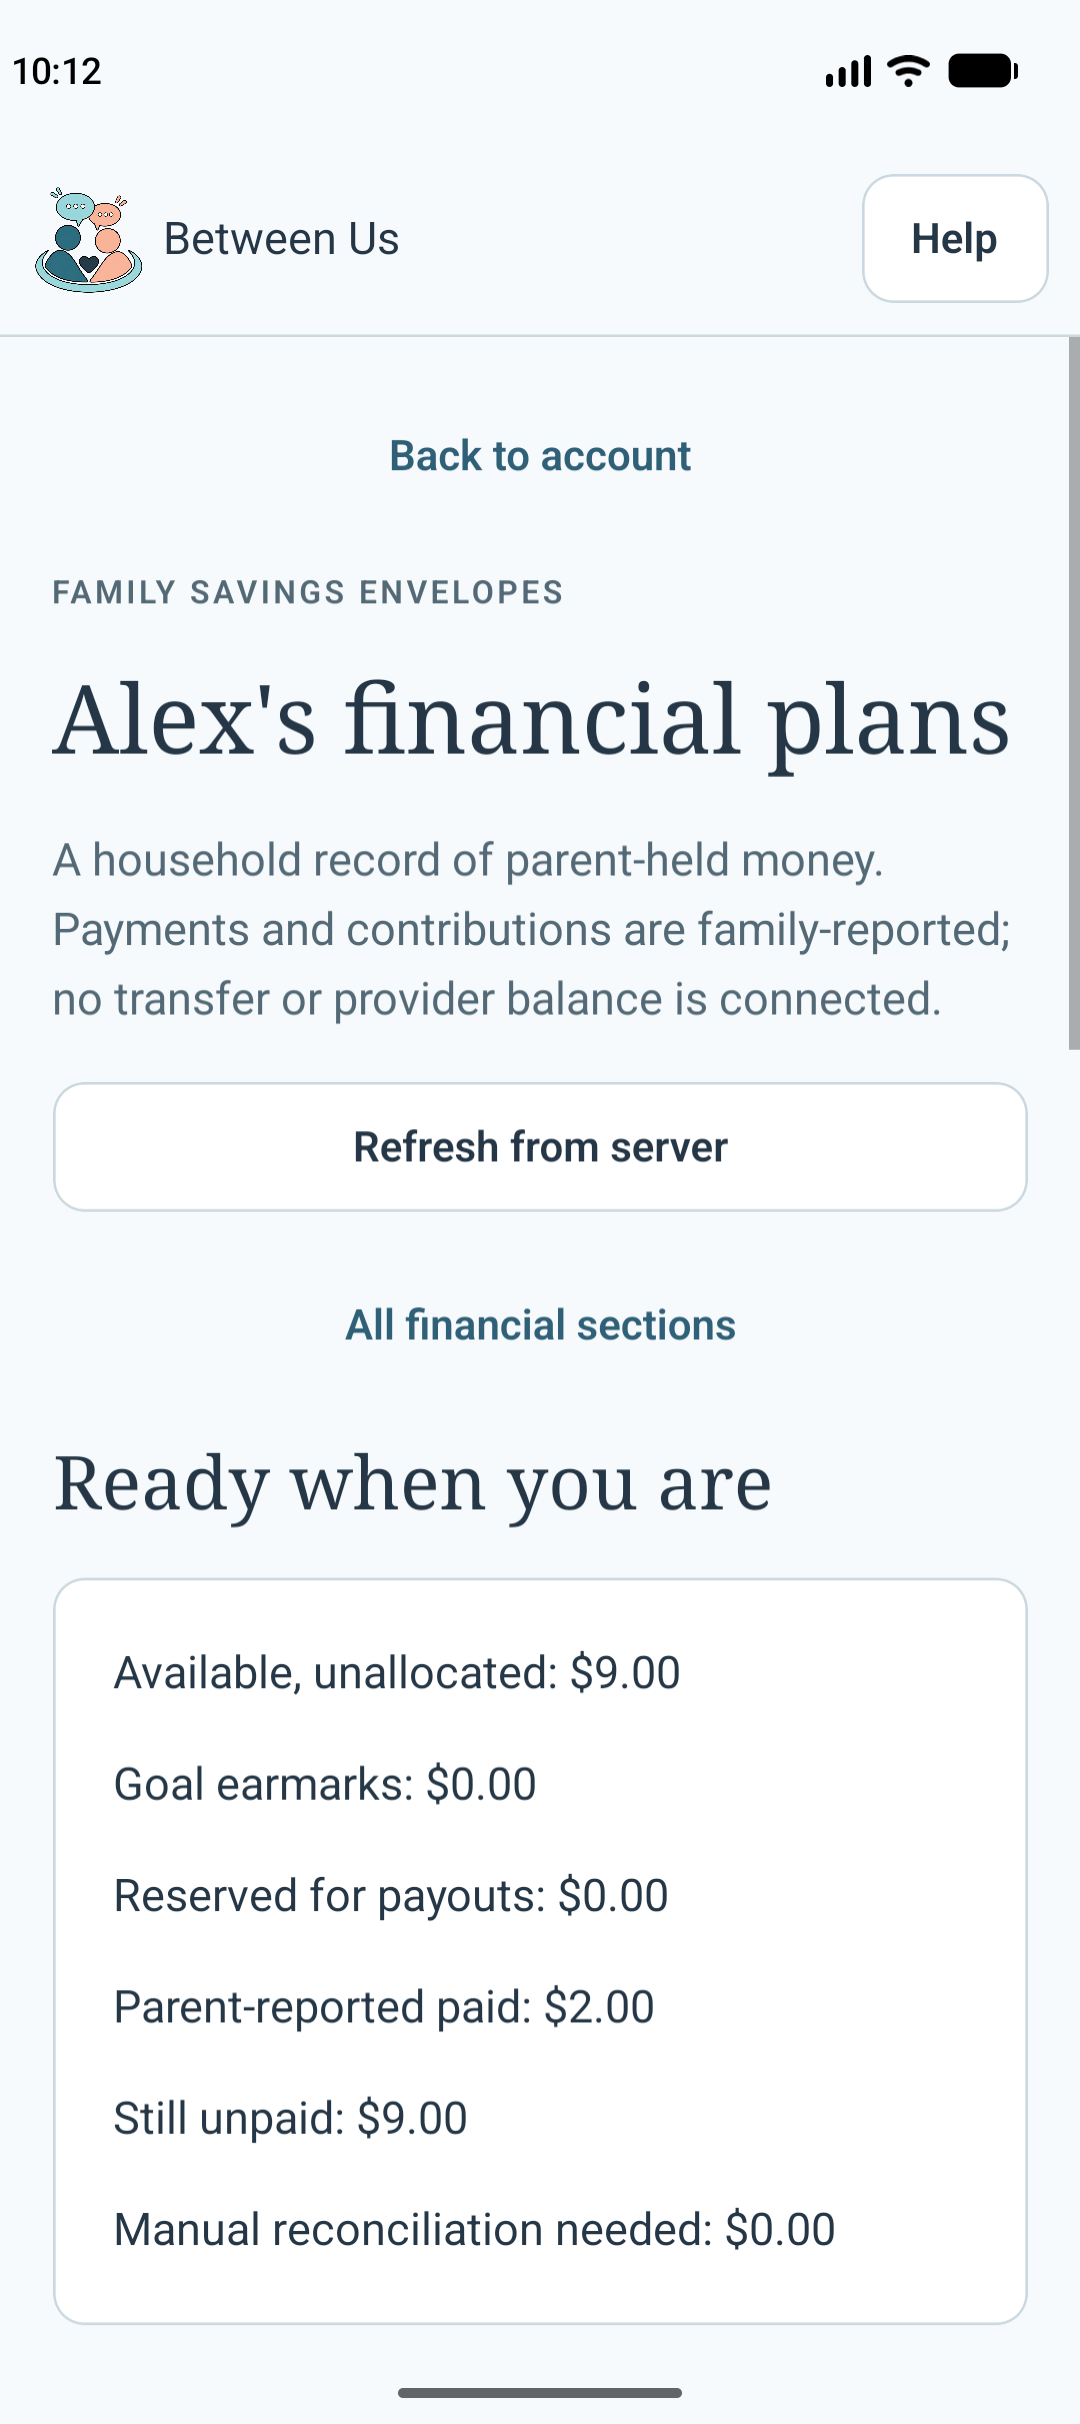 10:12
Between Us
Help
Back to account
FAMILY SAVINGS ENVELOPES
Alex's financial plans
A household record of parent-held money.
Payments and contributions are family-reported;
no transfer or provider balance is connected.
Refresh from server
All financial sections
Ready when you are
Available, unallocated: $9.00
Goal earmarks: $0.00
Reserved for payouts: $0.00
Parent-reported paid: $2.00
Still unpaid: $9.00
Manual reconciliation needed: $0.00